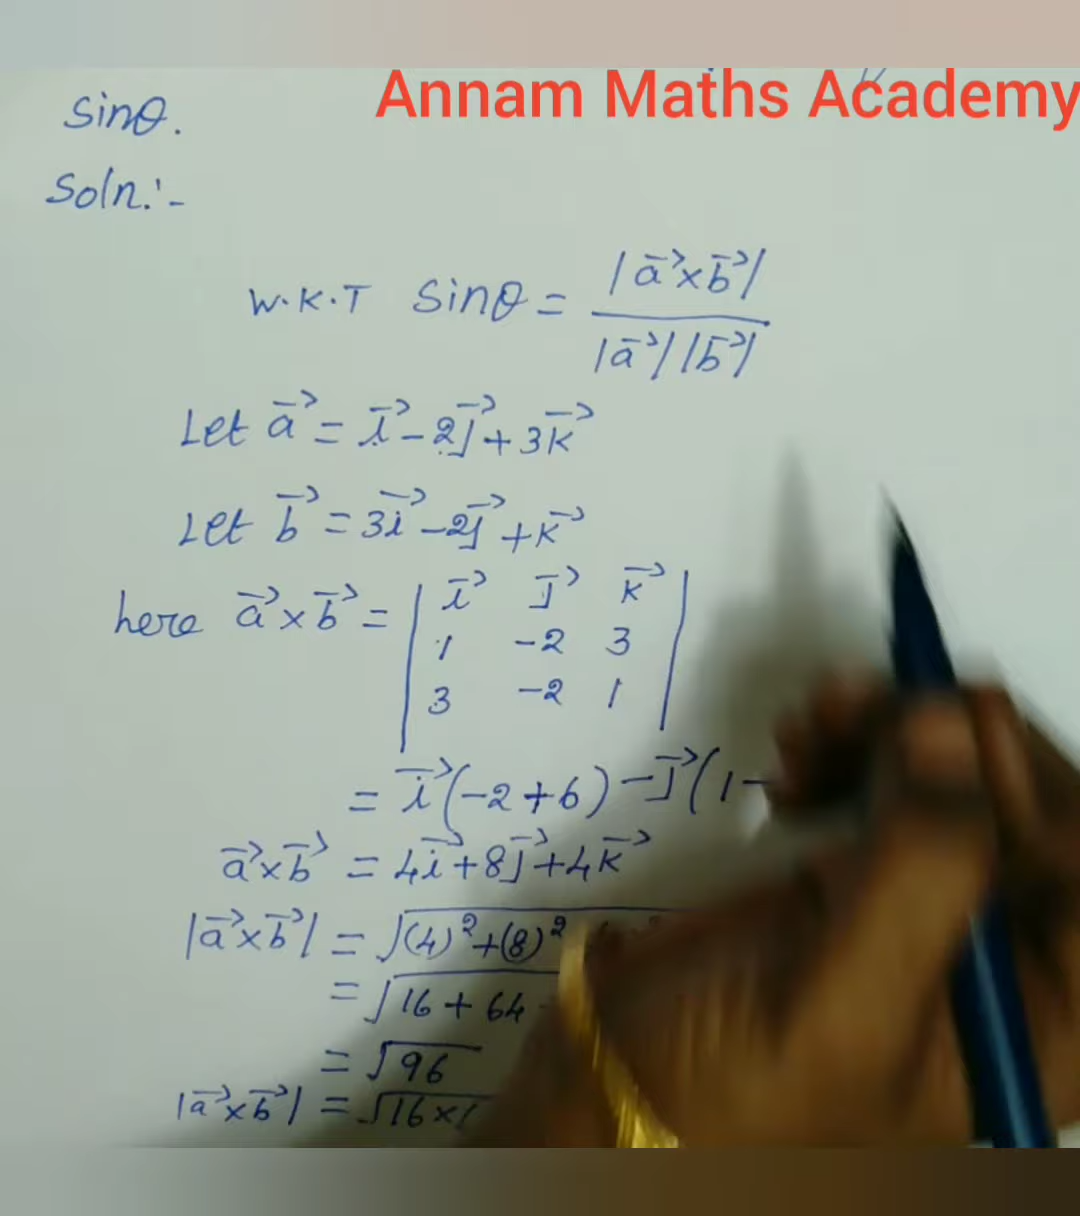 Annam Maths Academy
Sinθ.
Soln:-
W.K.T Sinθ = |a⃗×b⃗| / |a⃗||b⃗|
Let a⃗ = i⃗-2j⃗+3k⃗
Let b⃗ = 3i⃗-2j⃗+k⃗
here a⃗×b⃗ = | i⃗ j⃗ k⃗ |
1 -2 3
3 -2 1
= i⃗(-2+6)-j⃗(1-
a⃗×b⃗ = 4i⃗+8j⃗+4k⃗
|a⃗×b⃗| = √(4)²+(8)²
= √16+64
= √96
|a⃗×b⃗| = √16×